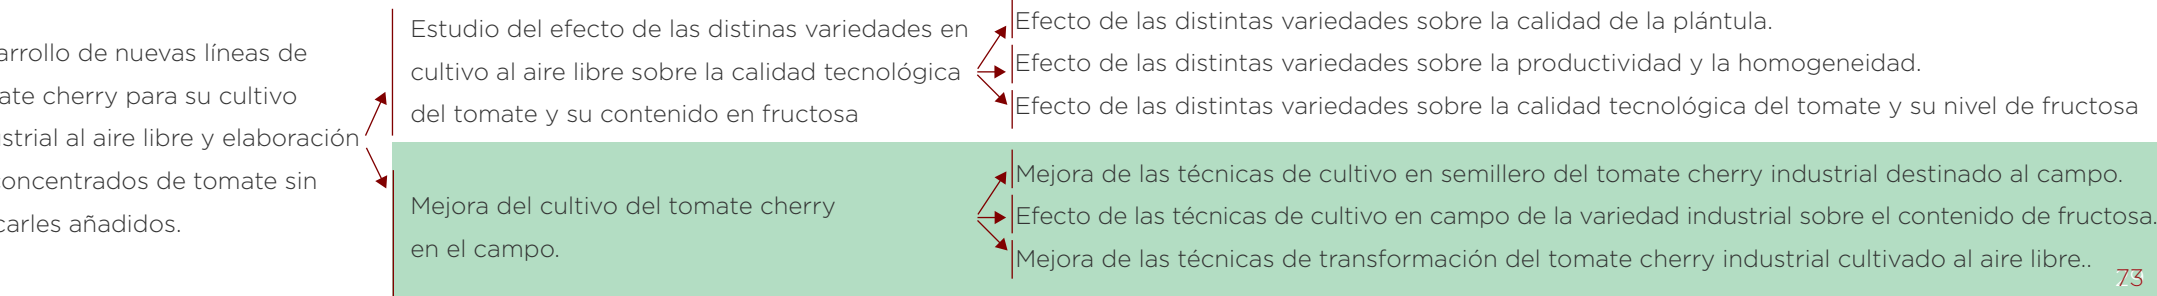 arrollo de nuevas líneas de
ate cherry para su cultivo
strial al aire libre y elaboración
oncentrados de tomate sin
carles añadidos.
Estudio del efecto de las distinas variedades en
cultivo al aire libre sobre la calidad tecnológica
del tomate y su contenido en fructosa
Efecto de las distintas variedades sobre la calidad de la plántula.
Efecto de las distintas variedades sobre la productividad y la homogeneidad.
Efecto de las distintas variedades sobre la calidad tecnológica del tomate y su nivel de fructosa
Mejora del cultivo del tomate cherry
en el campo.
Mejora de las técnicas de cultivo en semillero del tomate cherry industrial destinado al campo.
Efecto de las técnicas de cultivo en campo de la variedad industrial sobre el contenido de fructosa.
Mejora de las técnicas de transformación del tomate cherry industrial cultivado al aire libre..
73